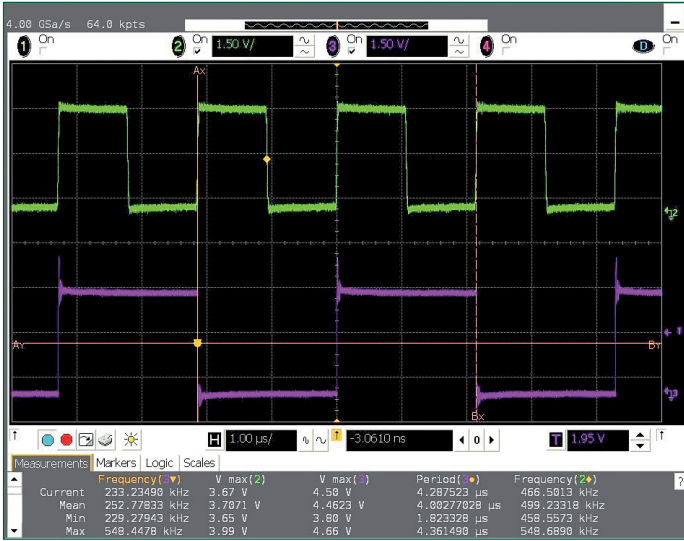 4.00 GSa/s 64.0 kpts
1 On 2 On 1.50 V/ 3 On 1.50 V/ 4 On D On
Ax
2
T
Ay By
3
Bx
H 1.00 µs/ -3.0610 ns 0 T 1.95 V
Measurements Markers Logic Scales
Frequency(3▼) V max(2) V max(3) Period(3◆) Frequency(2◆) ?
Current 233.23490 kHz 3.67 V 4.50 V 4.287523 µs 466.5013 kHz
Mean 252.77833 kHz 3.7071 V 4.4623 V 4.00277028 µs 499.23318 kHz
Min 229.27943 kHz 3.65 V 3.80 V 1.823328 µs 458.5573 kHz
Max 548.4478 kHz 3.99 V 4.66 V 4.361490 µs 548.6890 kHz